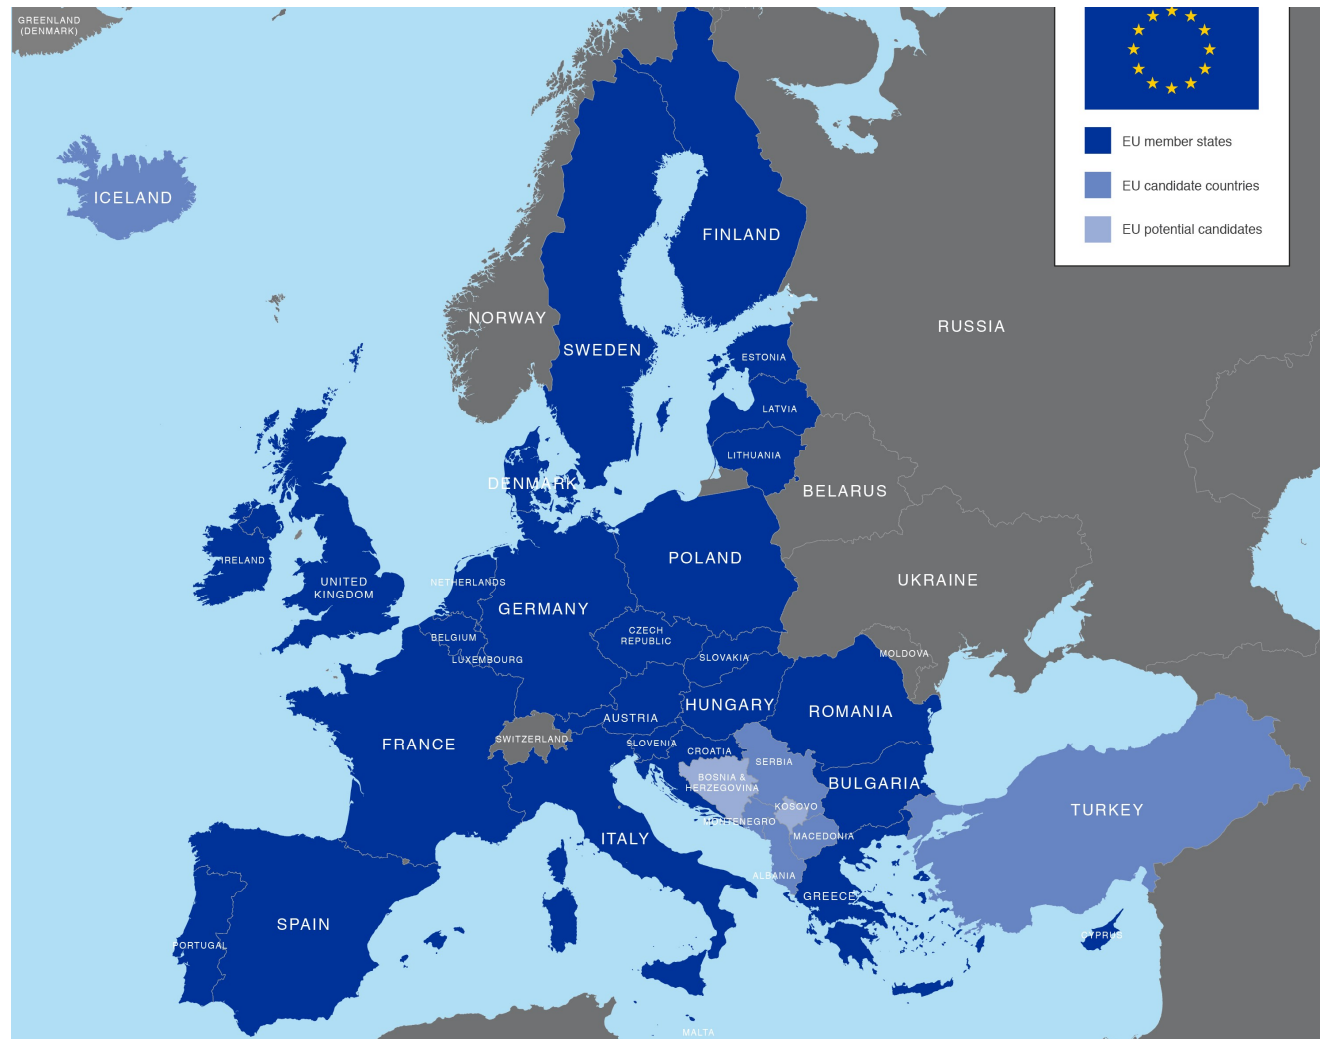 GREENLAND
(DENMARK)
EU member states
EU candidate countries
EU potential candidates
ICELAND
FINLAND
NORWAY
RUSSIA
SWEDEN
ESTONIA
LATVIA
LITHUANIA
DENMARK
BELARUS
IRELAND
POLAND
UNITED
KINGDOM
NETHERLANDS
UKRAINE
GERMANY
BELGIUM
CZECH
REPUBLIC
LUXEMBOURG
SLOVAKIA
MOLDOVA
HUNGARY
ROMANIA
AUSTRIA
SWITZERLAND
FRANCE
SLOVENIA
CROATIA
SERBIA
BOSNIA &
HERZEGOVINA
BULGARIA
KOSOVO
TURKEY
MONTENEGRO
ITALY
MACEDONIA
ALBANIA
GREECE
SPAIN
PORTUGAL
CYPRUS
MALTA